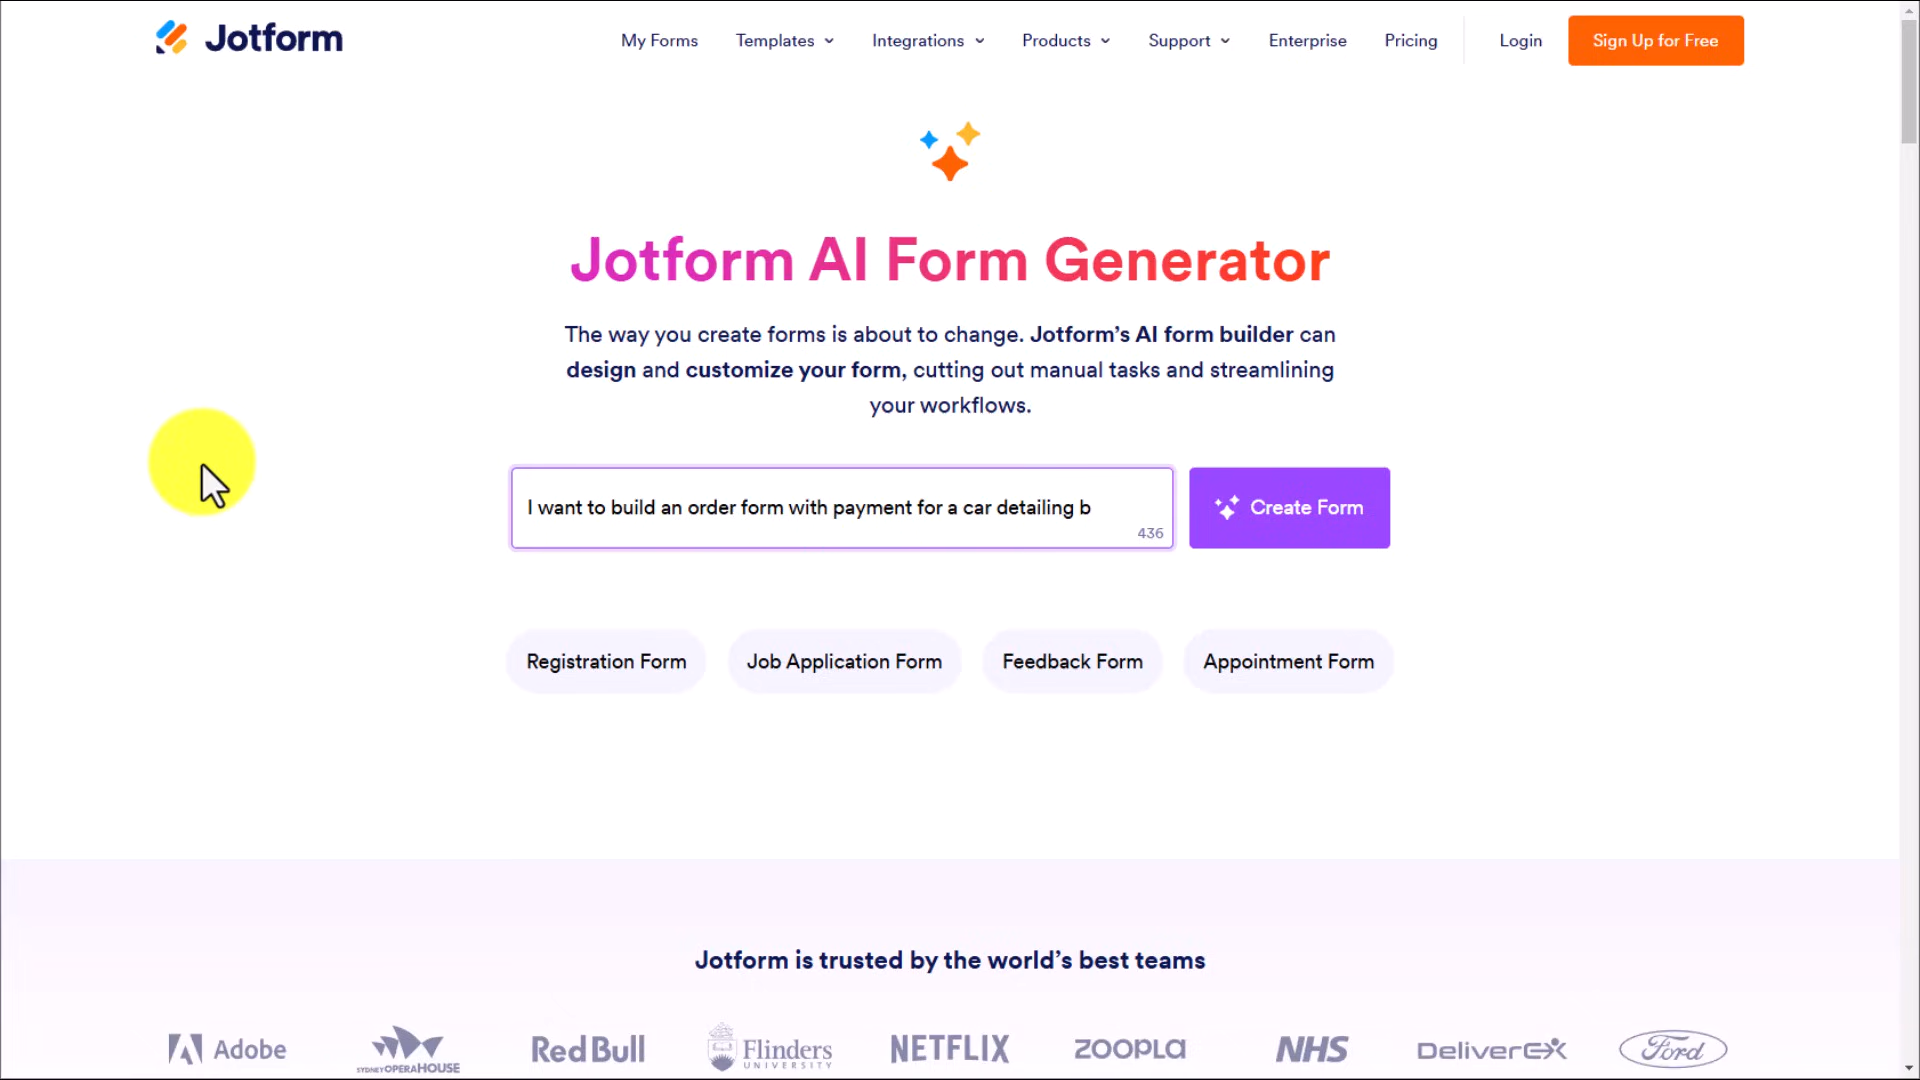 Jotform
My Forms Templates Integrations Products Support Enterprise Pricing Login Sign Up for Free
Jotform AI Form Generator
The way you create forms is about to change. Jotform’s AI form builder can
design and customize your form, cutting out manual tasks and streamlining
your workflows.
I want to build an order form with payment for a car detailing b
436
Create Form
Registration Form Job Application Form Feedback Form Appointment Form
Jotform is trusted by the world’s best teams
Adobe SYDNEY OPERA HOUSE Red Bull Flinders UNIVERSITY NETFLIX ZOOPLA NHS DELIVEREX Ford